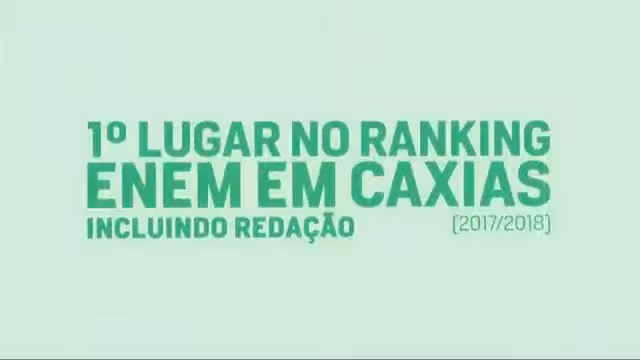 1º LUGAR NO RANKING
ENEM EM CAXIAS
INCLUINDO REDAÇÃO [2017/2018]